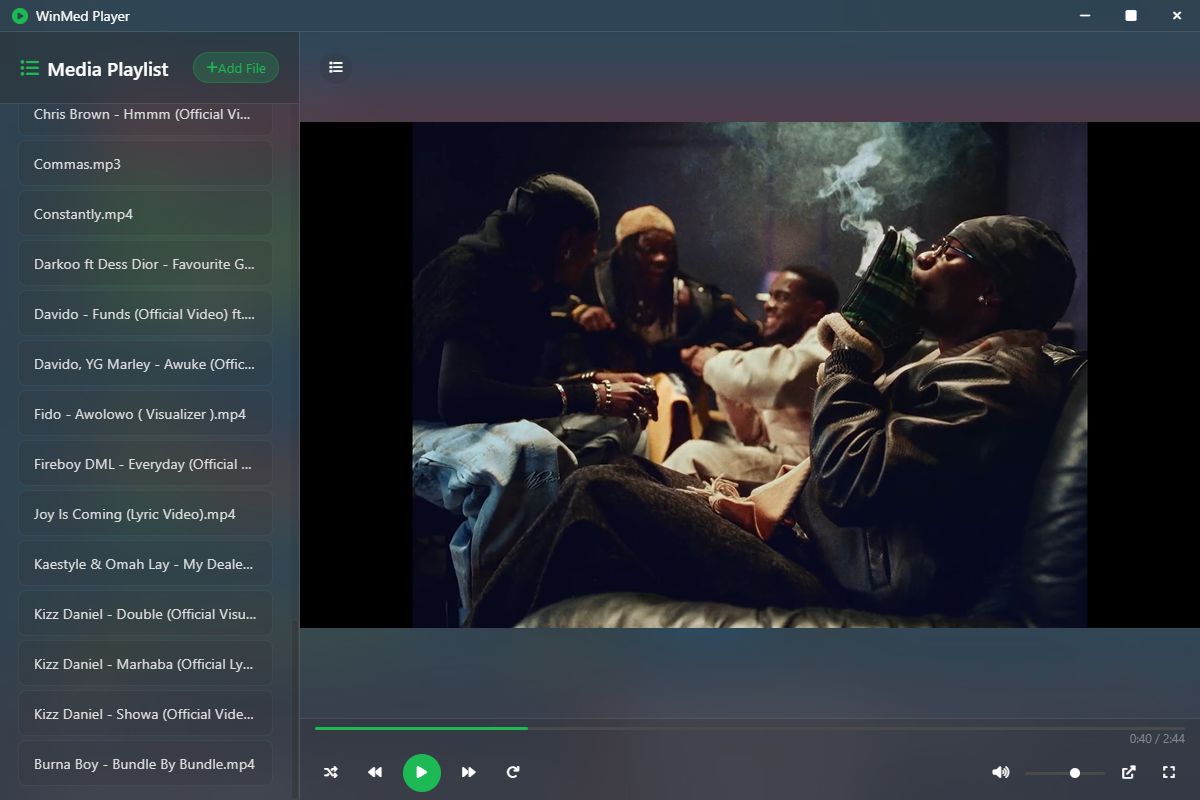 WinMed Player
Media Playlist
+Add File
Chris Brown - Hmmm (Official Vi...
Commas.mp3
Constantly.mp4
Darkoo ft Dess Dior - Favourite G...
Davido - Funds (Official Video) ft....
Davido, YG Marley - Awuke (Offic...
Fido - Awolowo ( Visualizer ).mp4
Fireboy DML - Everyday (Official ...
Joy Is Coming (Lyric Video).mp4
Kaestyle & Omah Lay - My Deale...
Kizz Daniel - Double (Official Visu...
Kizz Daniel - Marhaba (Official Ly...
Kizz Daniel - Showa (Official Vide...
Burna Boy - Bundle By Bundle.mp4
0:40 / 2:44